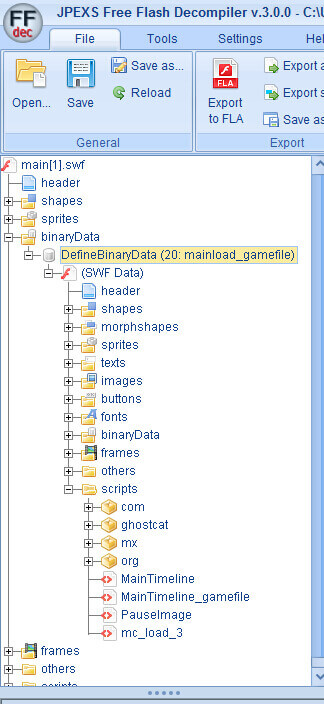 FF
dec
JPEXS Free Flash Decompiler v.3.0.0 - C:\U
File Tools Settings
Open...
Save
Save as...
Reload
General
FLA
Export
to FLA
Export a
Export s
Save as
Export
main[1].swf
header
shapes
sprites
binaryData
DefineBinaryData (20: mainload_gamefile)
(SWF Data)
header
shapes
morphshapes
sprites
texts
images
buttons
fonts
binaryData
frames
others
scripts
com
ghostcat
mx
org
MainTimeline
MainTimeline_gamefile
PauseImage
mc_load_3
frames
others
scripts